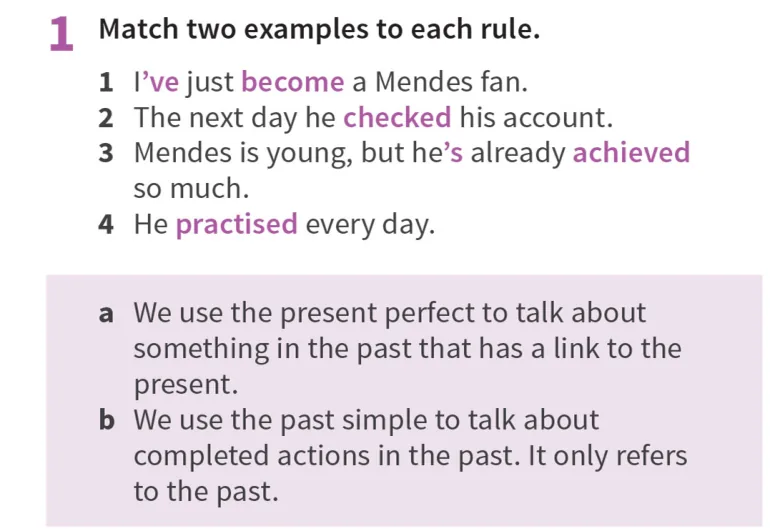 1 Match two examples to each rule.
1 I've just become a Mendes fan.
2 The next day he checked his account.
3 Mendes is young, but he's already achieved
so much.
4 He practised every day.
a We use the present perfect to talk about
something in the past that has a link to the
present.
b We use the past simple to talk about
completed actions in the past. It only refers
to the past.